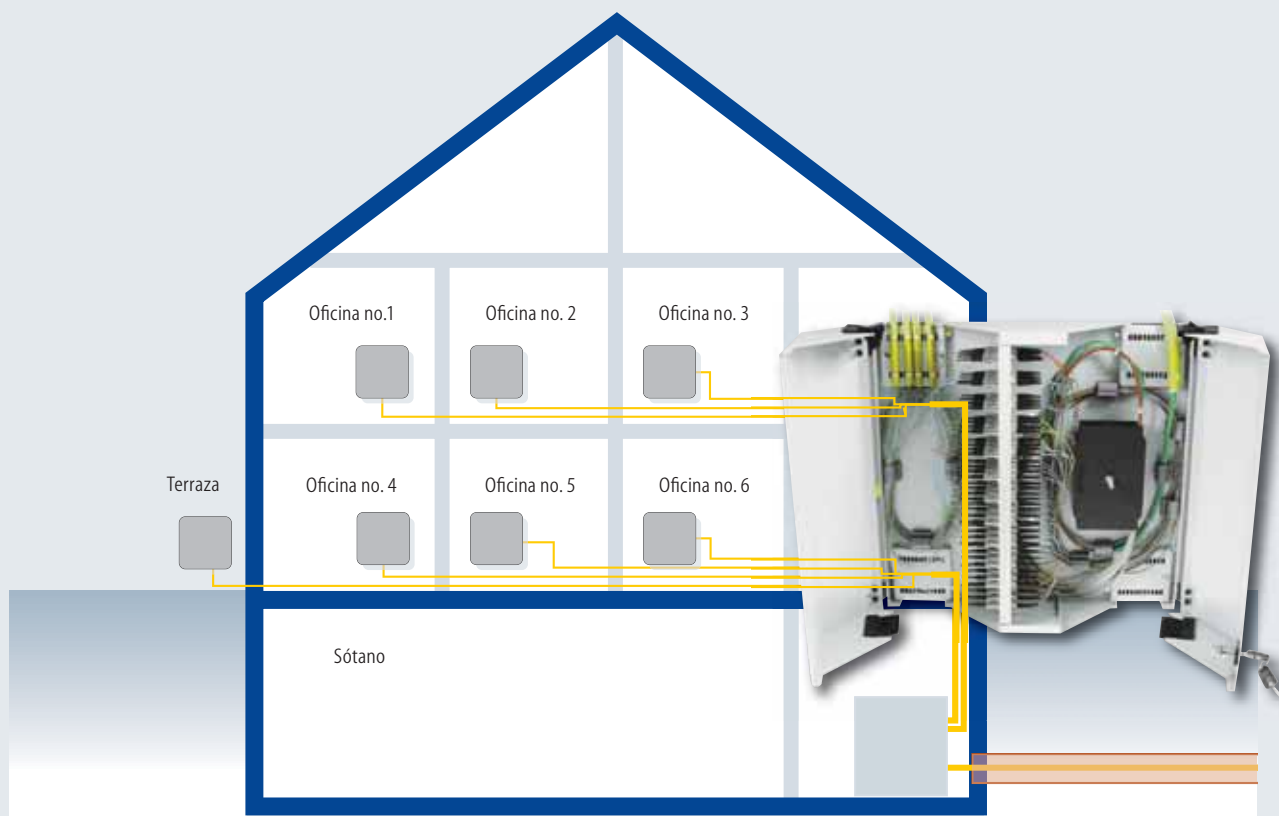 Oficina no.1
Oficina no. 2
Oficina no. 3
Terraza
Oficina no. 4
Oficina no. 5
Oficina no. 6
Sótano